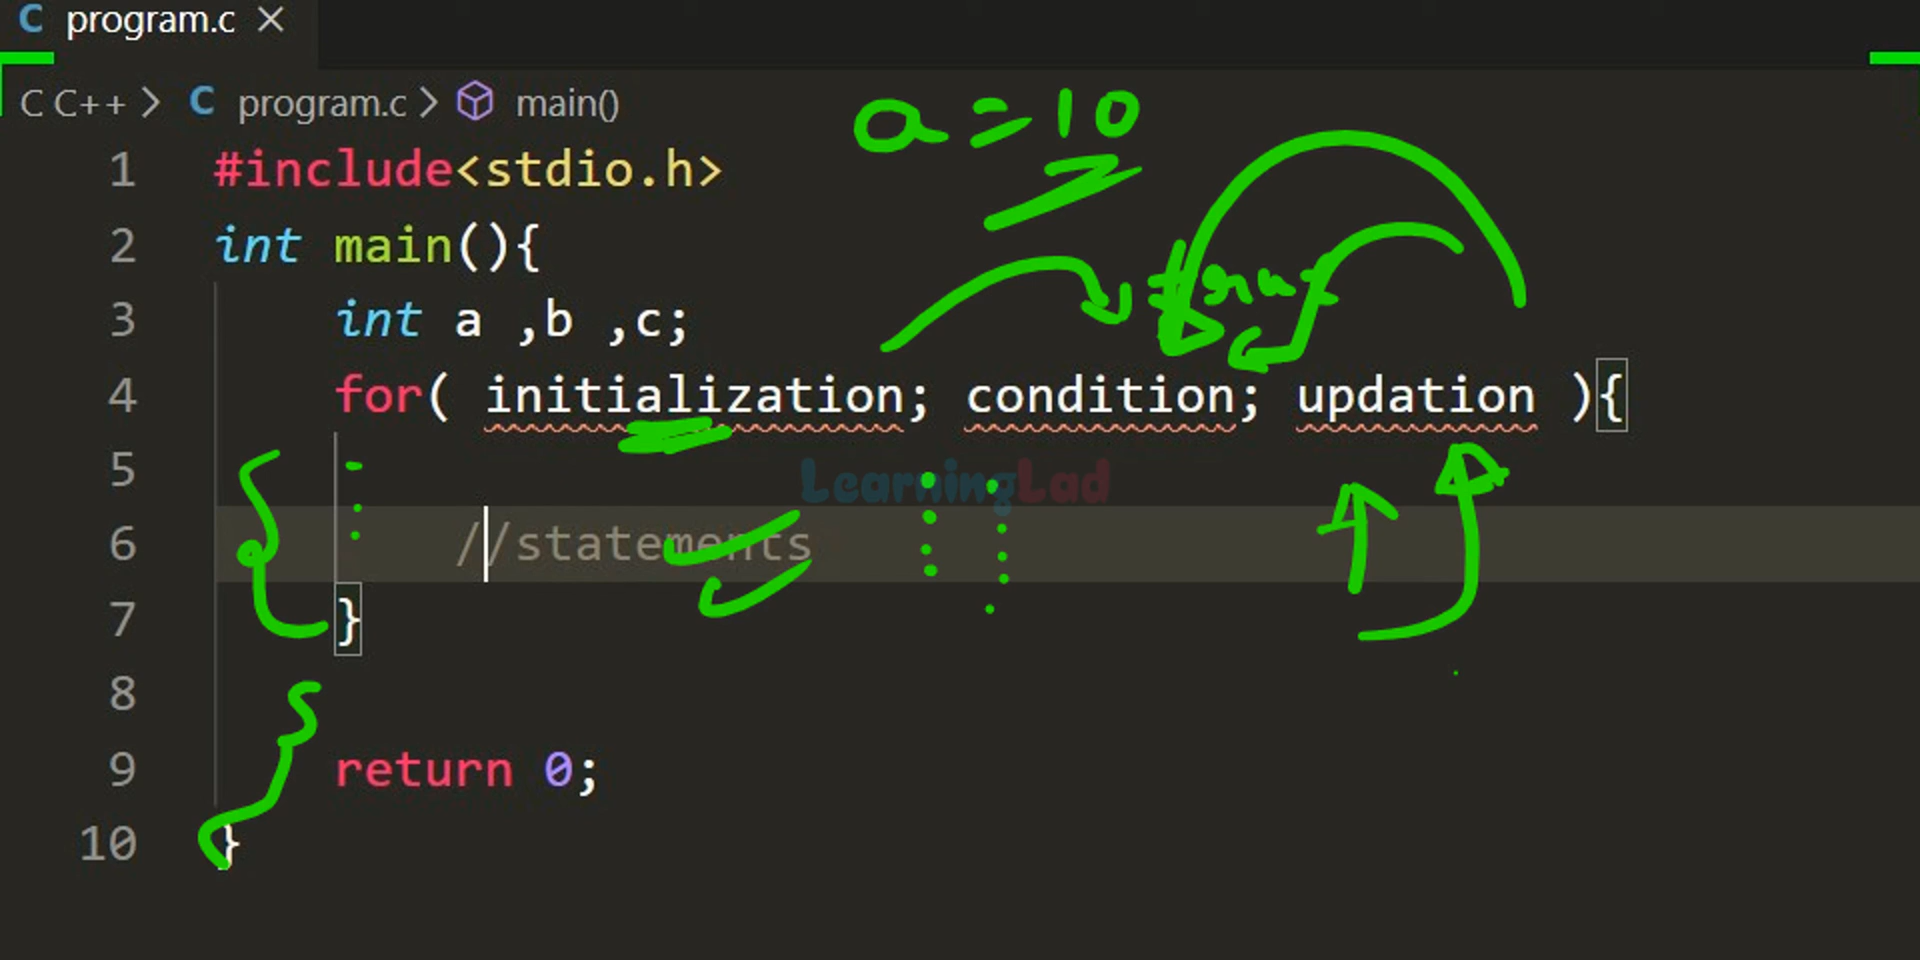 program.c ×
C C++ > C program.c > main()
a = 10
1 #include<stdio.h>
2 int main(){
true
3 int a ,b ,c;
4 for( initialization; condition; updation ){
5
LearningLad
6 //statements
7 }
8
9 return 0;
10 }